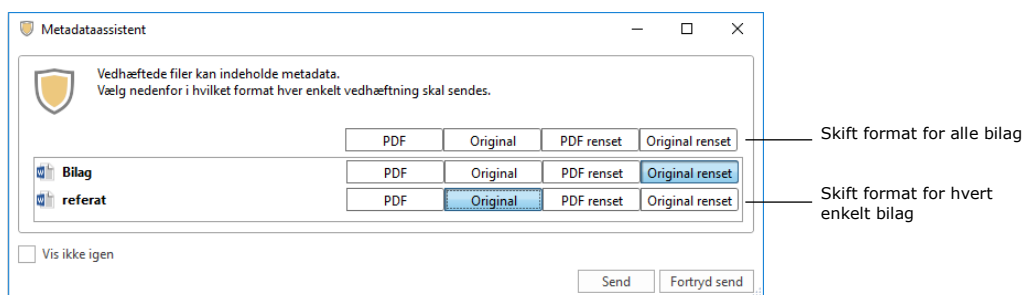 Metadataassistent
Vedhæftede filer kan indeholde metadata.
Vælg nedenfor i hvilket format hver enkelt vedhæftning skal sendes.
PDF Original PDF renset Original renset
Skift format for alle bilag
Bilag PDF Original PDF renset Original renset
referat PDF Original PDF renset Original renset
Skift format for hvert
enkelt bilag
Vis ikke igen
Send Fortryd send